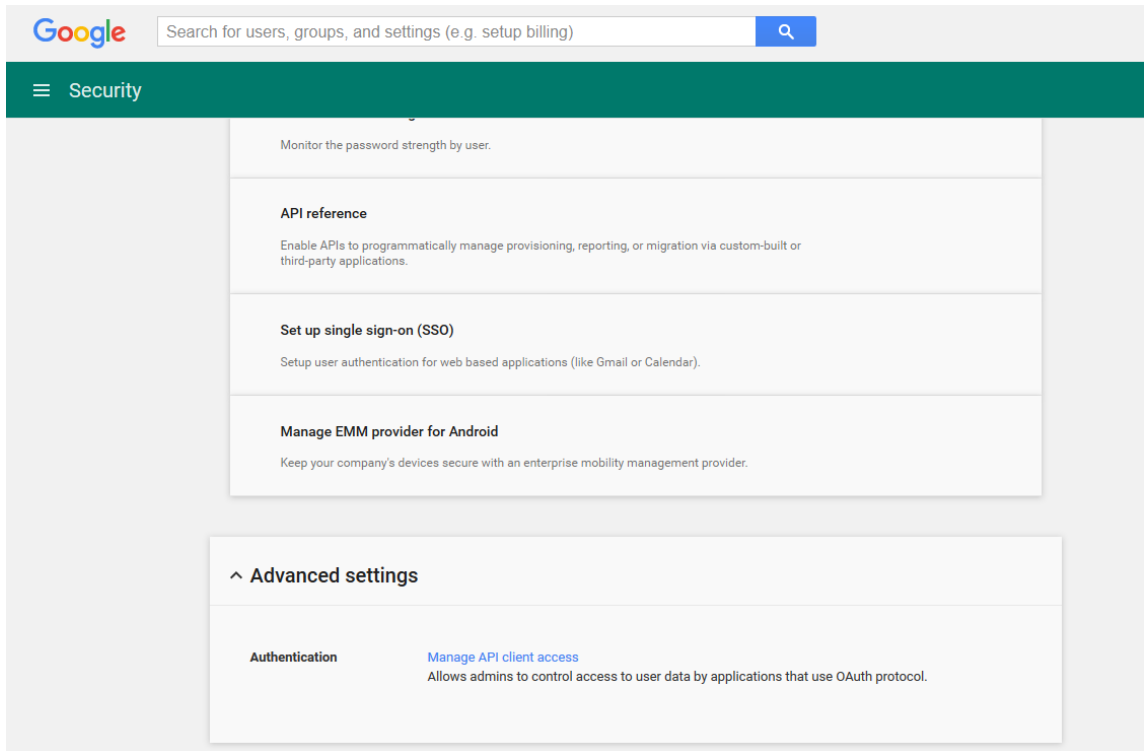 Google
Search for users, groups, and settings (e.g. setup billing)
Security
Monitor the password strength by user.
API reference
Enable APIs to programmatically manage provisioning, reporting, or migration via custom-built or
third-party applications.
Set up single sign-on (SSO)
Setup user authentication for web based applications (like Gmail or Calendar).
Manage EMM provider for Android
Keep your company's devices secure with an enterprise mobility management provider.
Advanced settings
Authentication
Manage API client access
Allows admins to control access to user data by applications that use OAuth protocol.